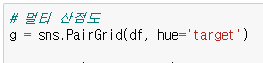 # 멀티 산점도
g = sns.PairGrid(df, hue='target')